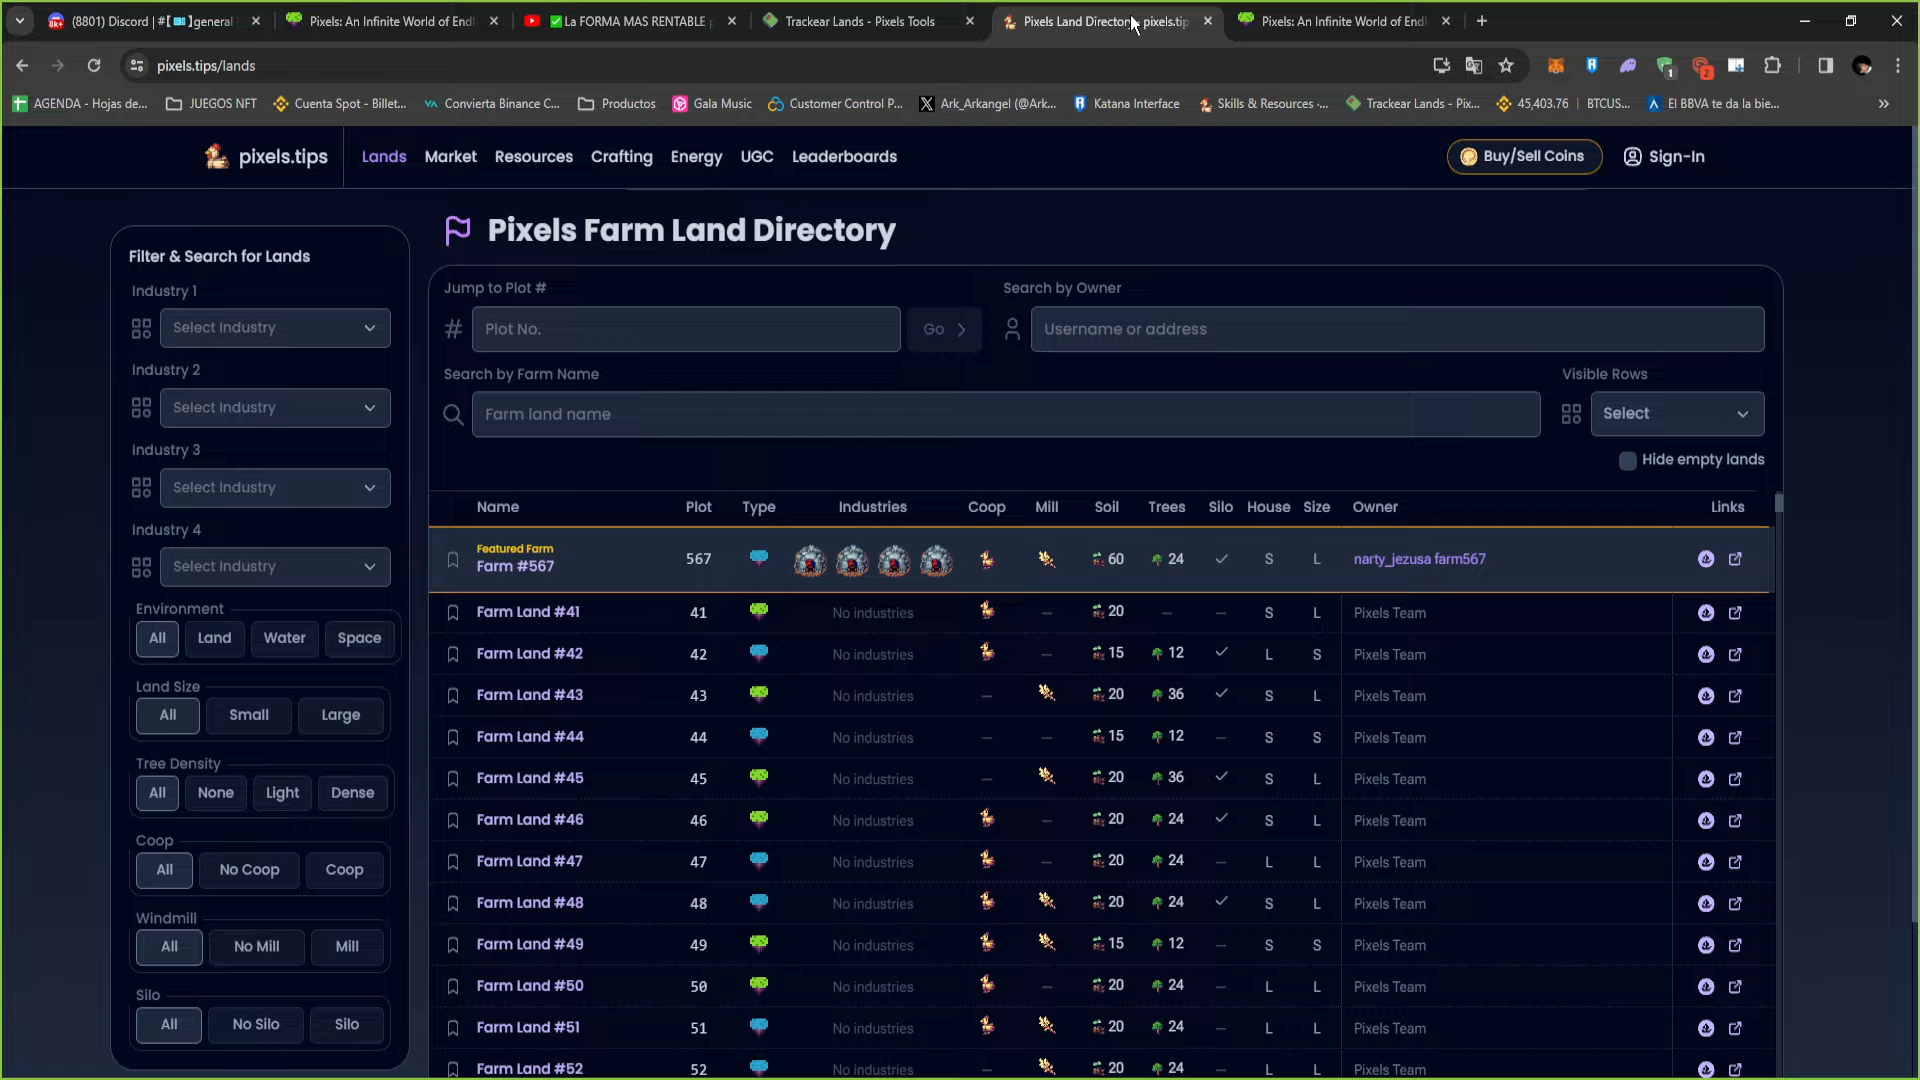 (8801) Discord | #[ ]general
Pixels: An Infinite World of Endl
La FORMA MAS RENTABLE
Trackear Lands - Pixels Tools
Pixels Land Directory pixels.tip
Pixels: An Infinite World of Endl
pixels.tips/lands
1
2
AGENDA - Hojas de...
JUEGOS NFT
Cuenta Spot - Billet...
Convierta Binance C...
Productos
Gala Music
Customer Control P...
Ark_Arkangel (@Ark...
Katana Interface
Skills & Resources -...
Trackear Lands - Pix...
45,403.76 | BTCUS...
El BBVA te da la bie...
pixels.tips
Lands
Market
Resources
Crafting
Energy
UGC
Leaderboards
Buy/Sell Coins
Sign-In
Pixels Farm Land Directory
Filter & Search for Lands
Industry 1
Select Industry
Industry 2
Select Industry
Industry 3
Select Industry
Industry 4
Select Industry
Environment
All Land Water Space
Land Size
All Small Large
Tree Density
All None Light Dense
Coop
All No Coop Coop
Windmill
All No Mill Mill
Silo
All No Silo Silo
Jump to Plot #
Plot No.
Go
Search by Owner
Username or address
Search by Farm Name
Farm land name
Visible Rows
Select
Hide empty lands
Name Plot Type Industries Coop Mill Soil Trees Silo House Size Owner Links
Featured Farm
Farm #567 567 60 24 S L narty_jezusa farm567
Farm Land #41 41 No industries — 20 — — S L Pixels Team
Farm Land #42 42 No industries — 15 12 L S Pixels Team
Farm Land #43 43 No industries — 20 36 S L Pixels Team
Farm Land #44 44 No industries — — 15 12 — S S Pixels Team
Farm Land #45 45 No industries — 20 36 S L Pixels Team
Farm Land #46 46 No industries — 20 24 S L Pixels Team
Farm Land #47 47 No industries — 20 24 — L L Pixels Team
Farm Land #48 48 No industries 20 24 S L Pixels Team
Farm Land #49 49 No industries 15 12 — S S Pixels Team
Farm Land #50 50 No industries — 20 24 — L L Pixels Team
Farm Land #51 51 No industries 20 24 — L L Pixels Team
Farm Land #52 52 No industries — 20 24 — L L Pixels Team